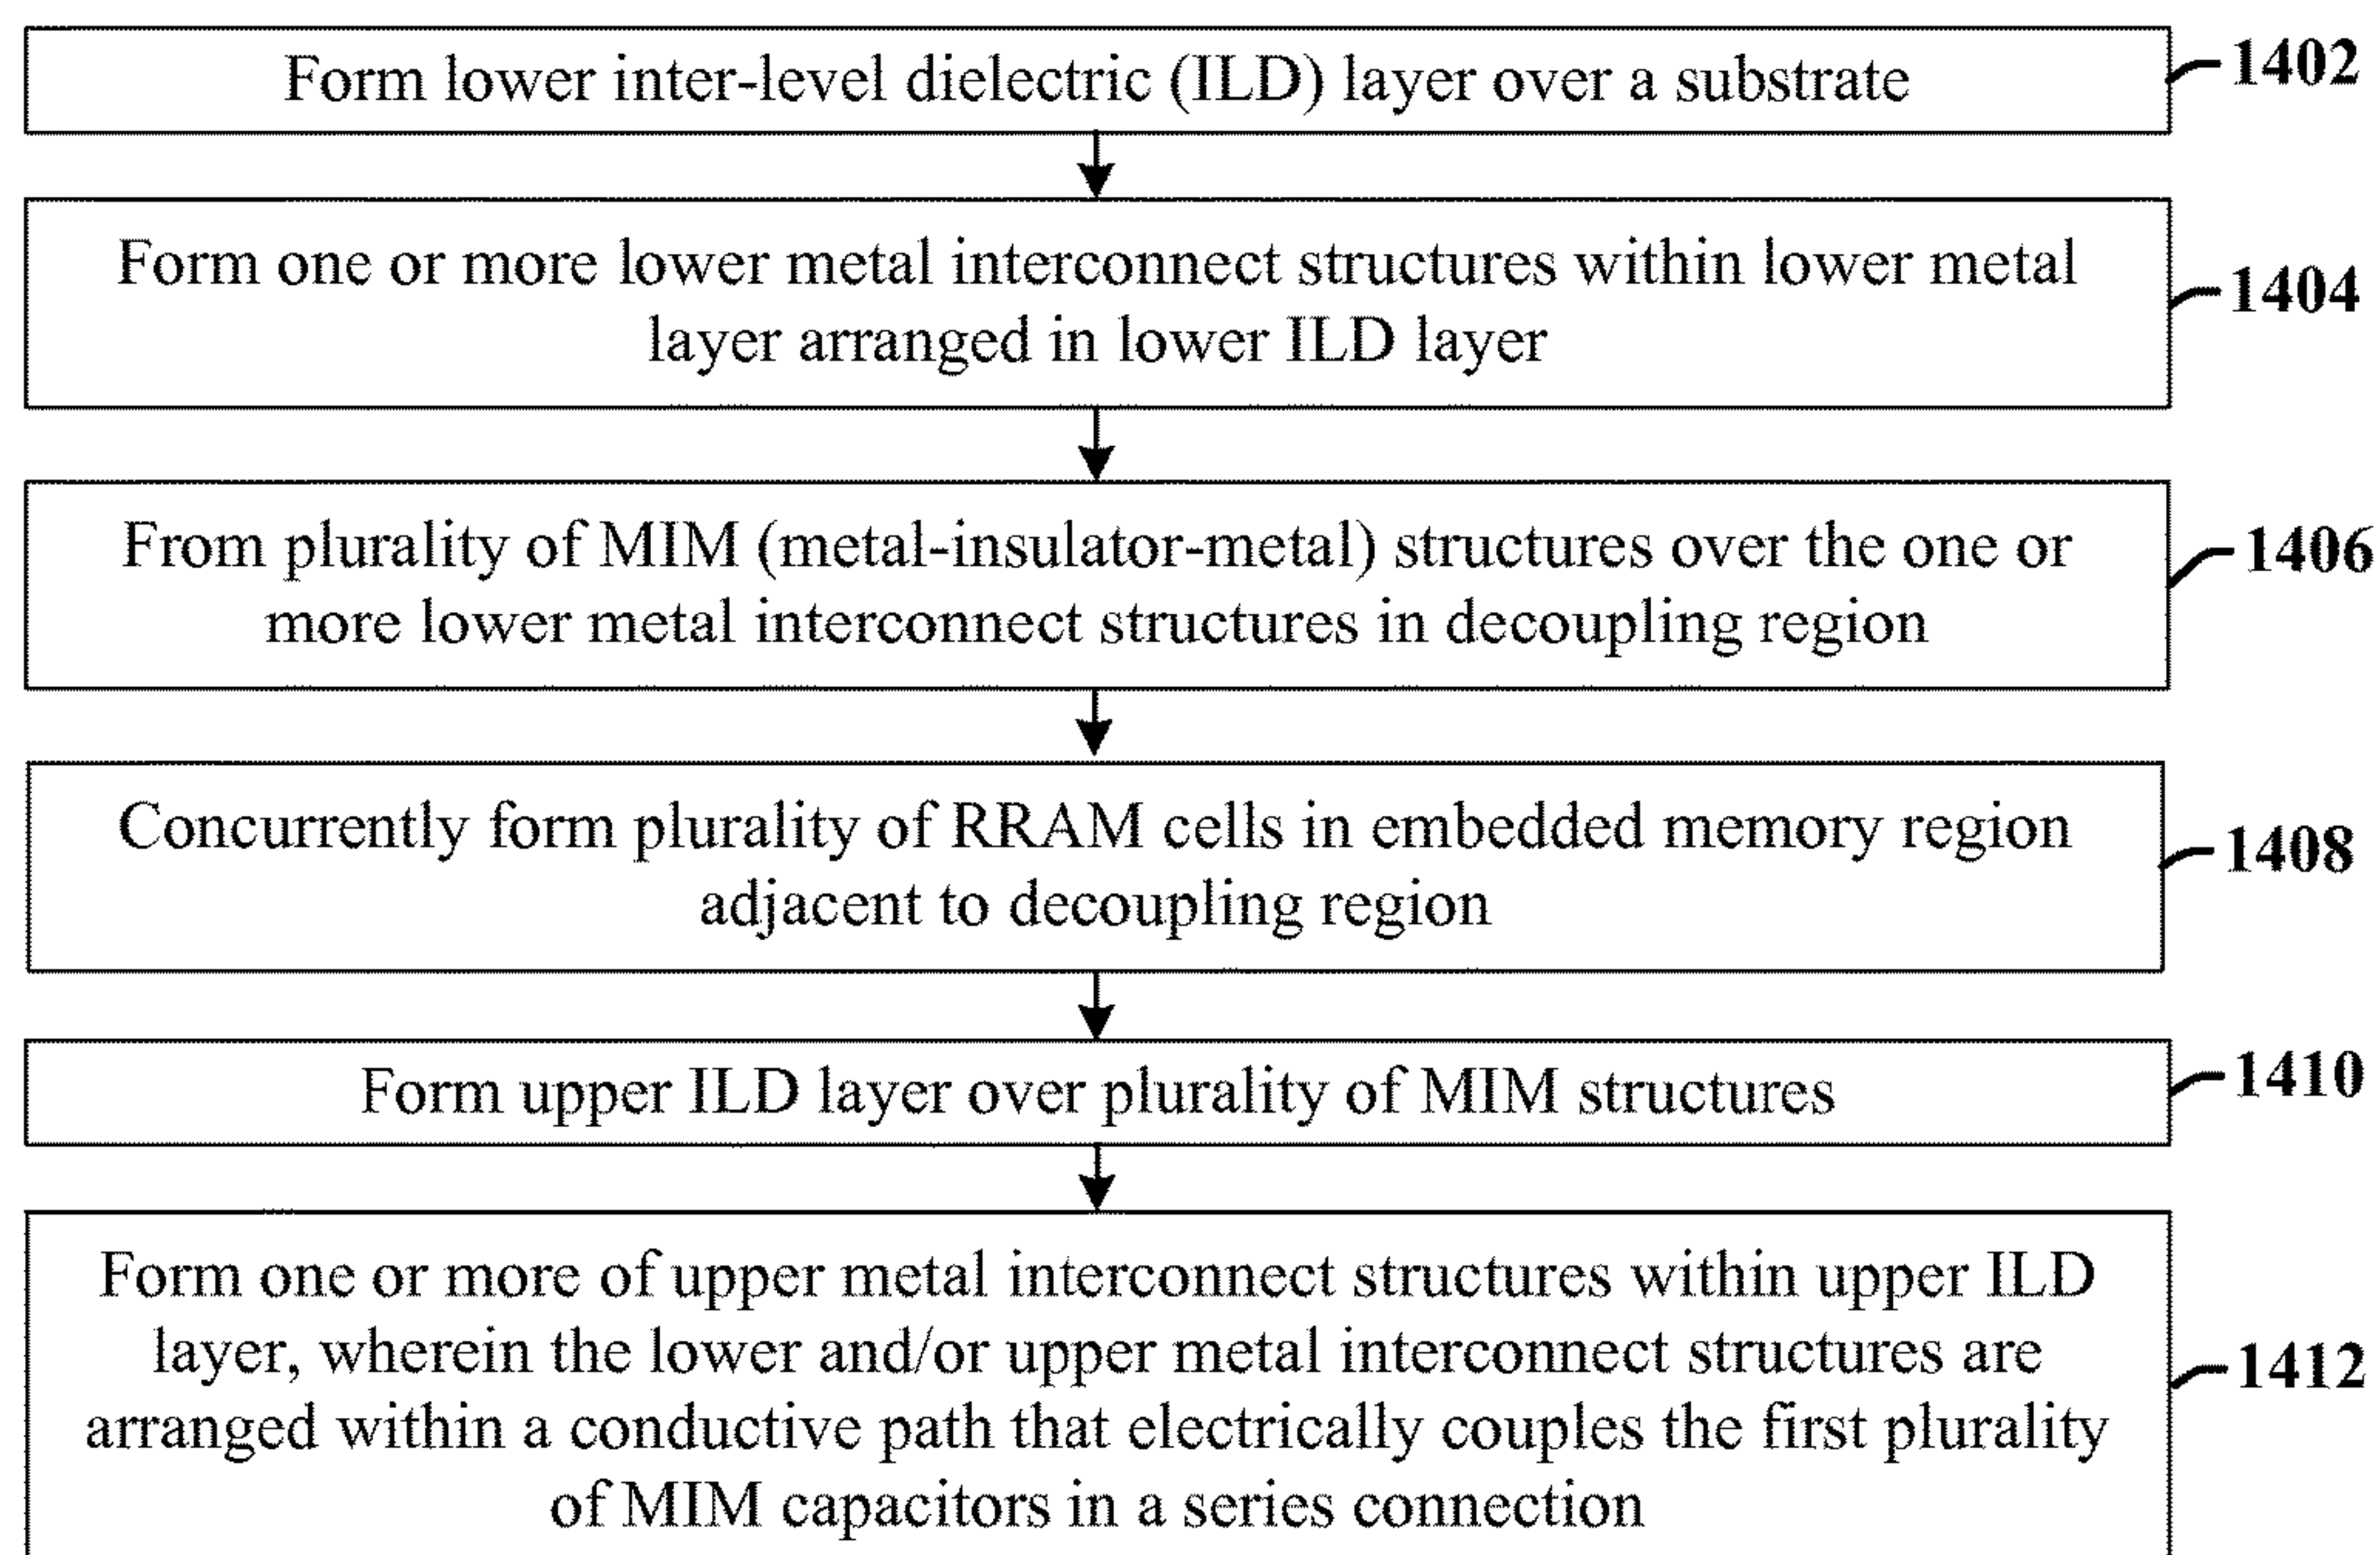 Form lower inter-level dielectric (ILD) layer over a substrate
1402
Form one or more lower metal interconnect structures within lower metal
layer arranged in lower ILD layer
1404
From plurality of MIM (metal-insulator-metal) structures over the one or
more lower metal interconnect structures in decoupling region
1406
Concurrently form plurality of RRAM cells in embedded memory region
adjacent to decoupling region
1408
Form upper ILD layer over plurality of MIM structures
1410
Form one or more of upper metal interconnect structures within upper ILD
layer, wherein the lower and/or upper metal interconnect structures are
arranged within a conductive path that electrically couples the first plurality
of MIM capacitors in a series connection
1412